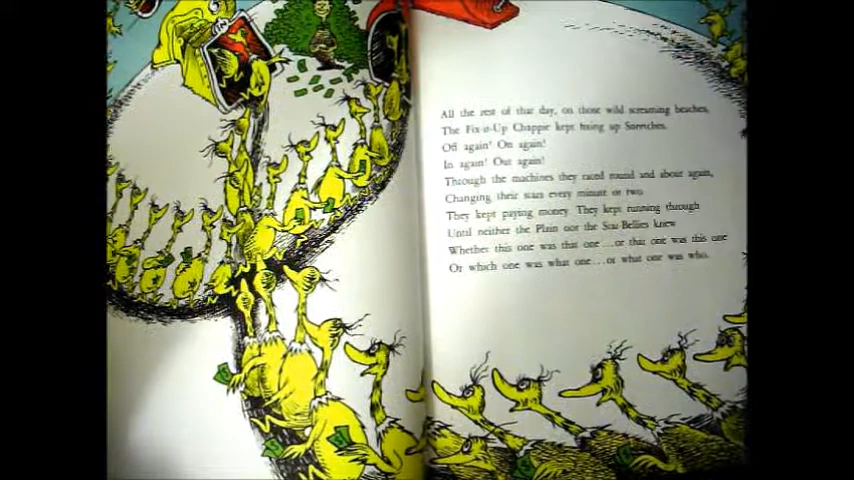 All the rest of that day, on those wild screaming beaches,
The Fix-it-Up Chappie kept fixing up Sneetches.
Off again! On again!
In again! Out again!
Through the machines they raced round and about again,
Changing their stars every minute or two.
They kept paying money. They kept running through
Until neither the Plain nor the Star-Bellies knew
Whether this one was that one...or that one was this one
Or which one was what one...or what one was who.